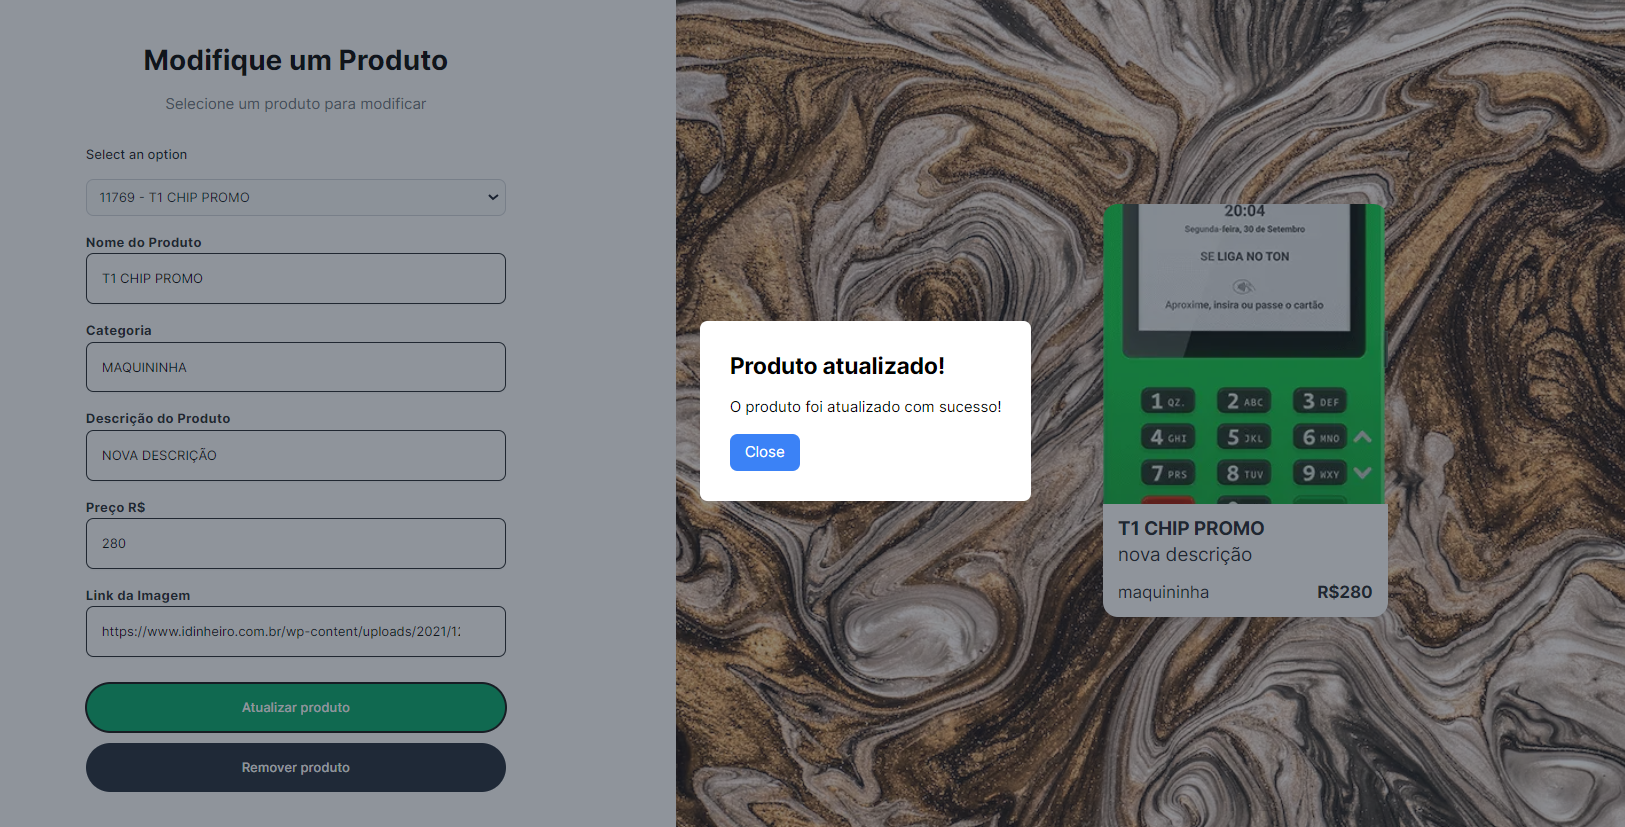 Modifique um Produto
Selecione um produto para modificar
Select an option
11769 - T1 CHIP PROMO
Nome do Produto
T1 CHIP PROMO
Categoria
MAQUININHA
Descrição do Produto
NOVA DESCRIÇÃO
Preço R$
280
Link da Imagem
https://www.idinheiro.com.br/wp-content/uploads/2021/12
Atualizar produto
Remover produto
Produto atualizado!
O produto foi atualizado com sucesso!
Close
20:04
Segunda-feira, 30 de Setembro
SE LIGA NO TON
Aproxime, insira ou passe o cartão
1 QZ. 2 ABC 3 DEF
4 GHI 5 JKL 6 MNO
7 PRS 8 TUV 9 WXY
T1 CHIP PROMO
nova descrição
maquininha R$280